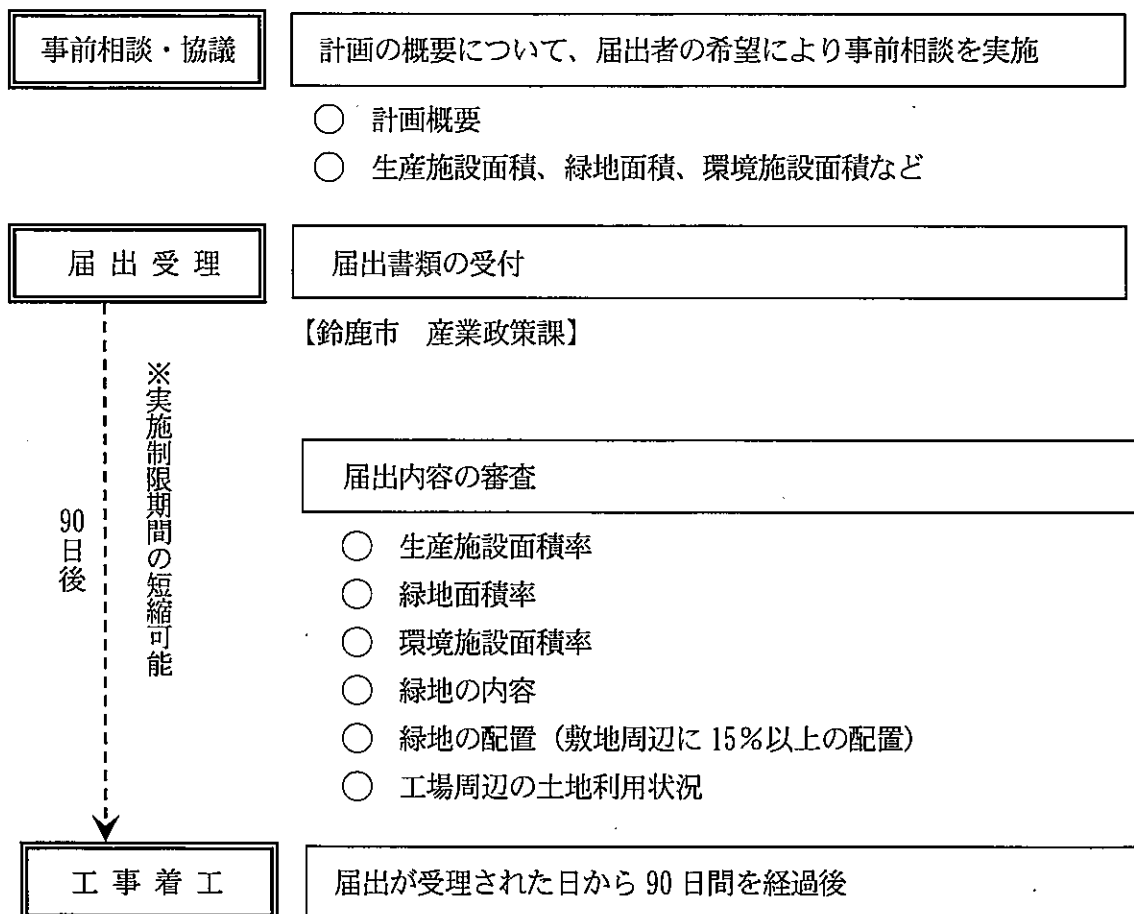 事前相談・協議
計画の概要について、届出者の希望により事前相談を実施
○ 計画概要
○ 生産施設面積、緑地面積、環境施設面積など
届出受理
届出書類の受付
【鈴鹿市 産業政策課】
※実施制限期間の短縮可能
90日後
届出内容の審査
○ 生産施設面積率
○ 緑地面積率
○ 環境施設面積率
○ 緑地の内容
○ 緑地の配置（敷地周辺に15%以上の配置）
○ 工場周辺の土地利用状況
工事着工
届出が受理された日から90日間を経過後